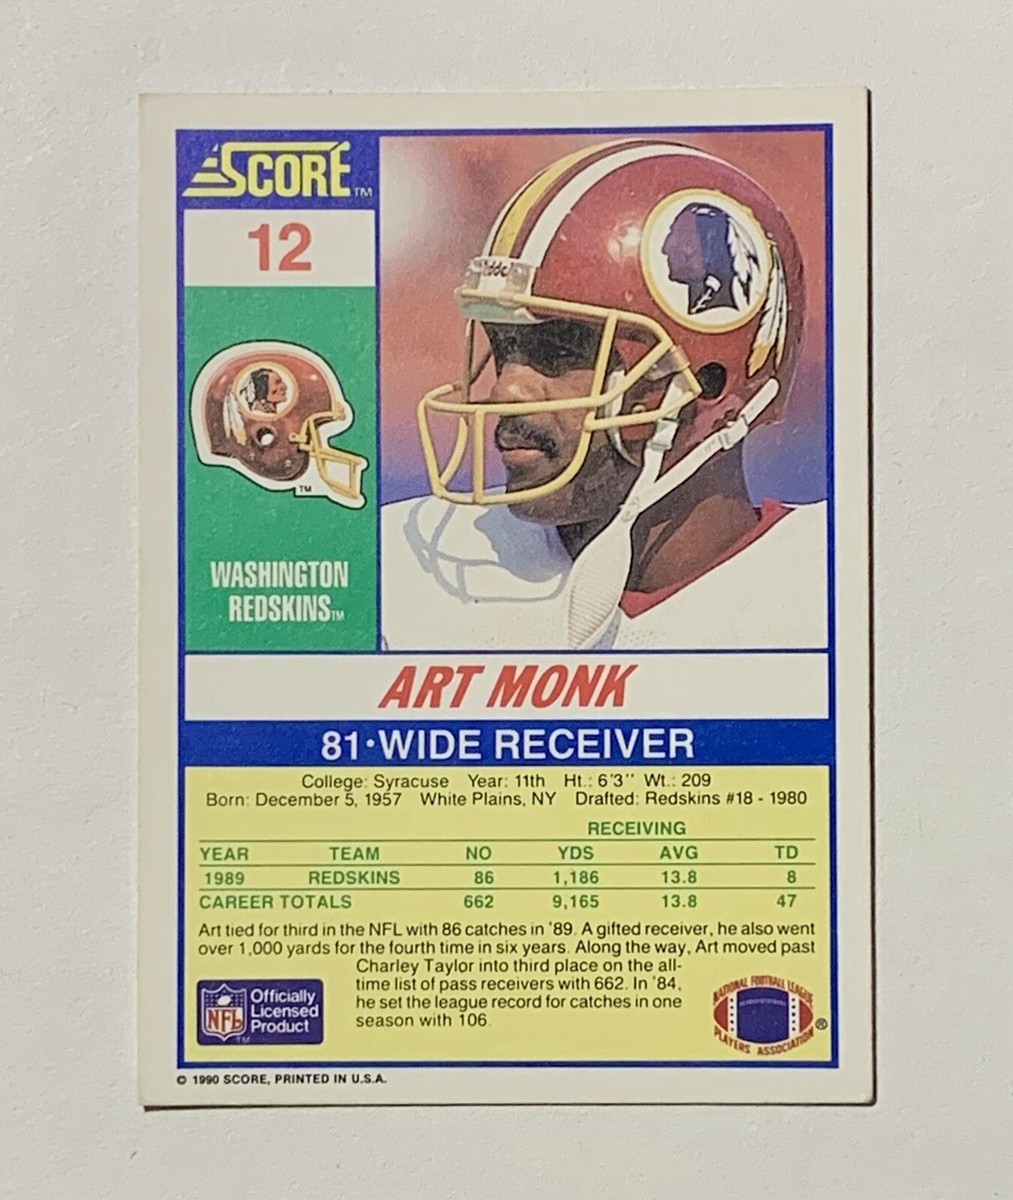 SCORE™
12
Riddell
™
WASHINGTON
REDSKINS™
ART MONK
81·WIDE RECEIVER
College: Syracuse Year: 11th Ht.: 6'3'' Wt.: 209
Born: December 5, 1957 White Plains, NY Drafted: Redskins #18 - 1980
RECEIVING
YEAR TEAM NO YDS AVG TD
1989 REDSKINS 86 1,186 13.8 8
CAREER TOTALS 662 9,165 13.8 47
Art tied for third in the NFL with 86 catches in '89. A gifted receiver, he also went
over 1,000 yards for the fourth time in six years. Along the way, Art moved past
Charley Taylor into third place on the all-
time list of pass receivers with 662. In '84,
he set the league record for catches in one
season with 106.
NFL
™
Officially
Licensed
Product
NATIONAL FOOTBALL LEAGUE
PLAYERS ASSOCIATION®
© 1990 SCORE, PRINTED IN U.S.A.